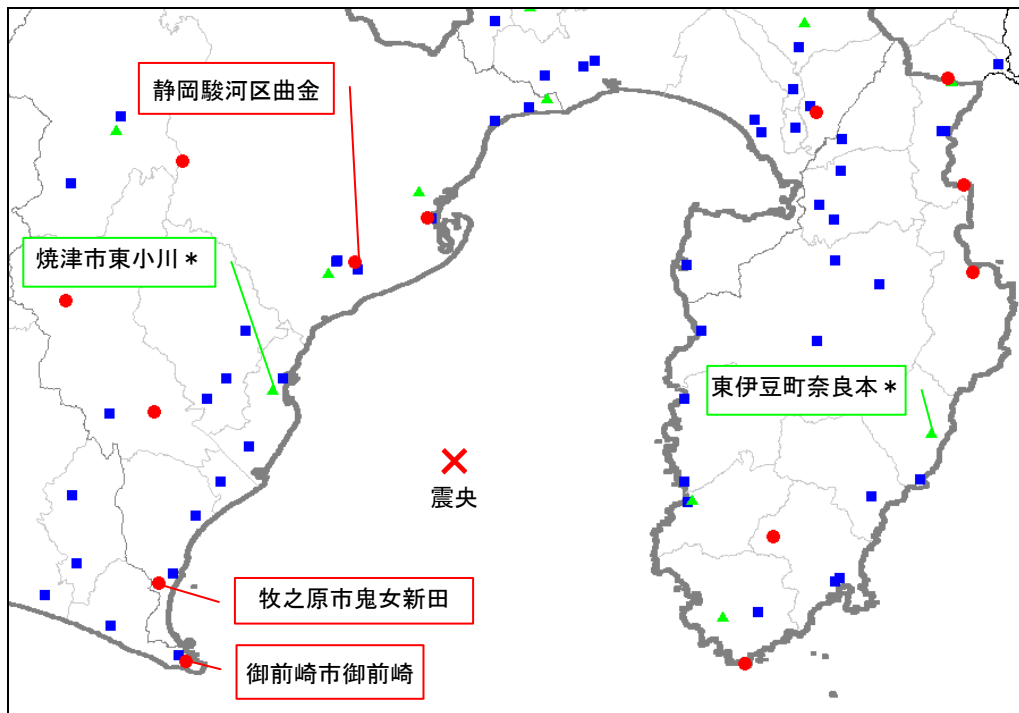 静岡駿河区曲金
焼津市東小川＊
東伊豆町奈良本＊
震央
牧之原市鬼女新田
御前崎市御前崎